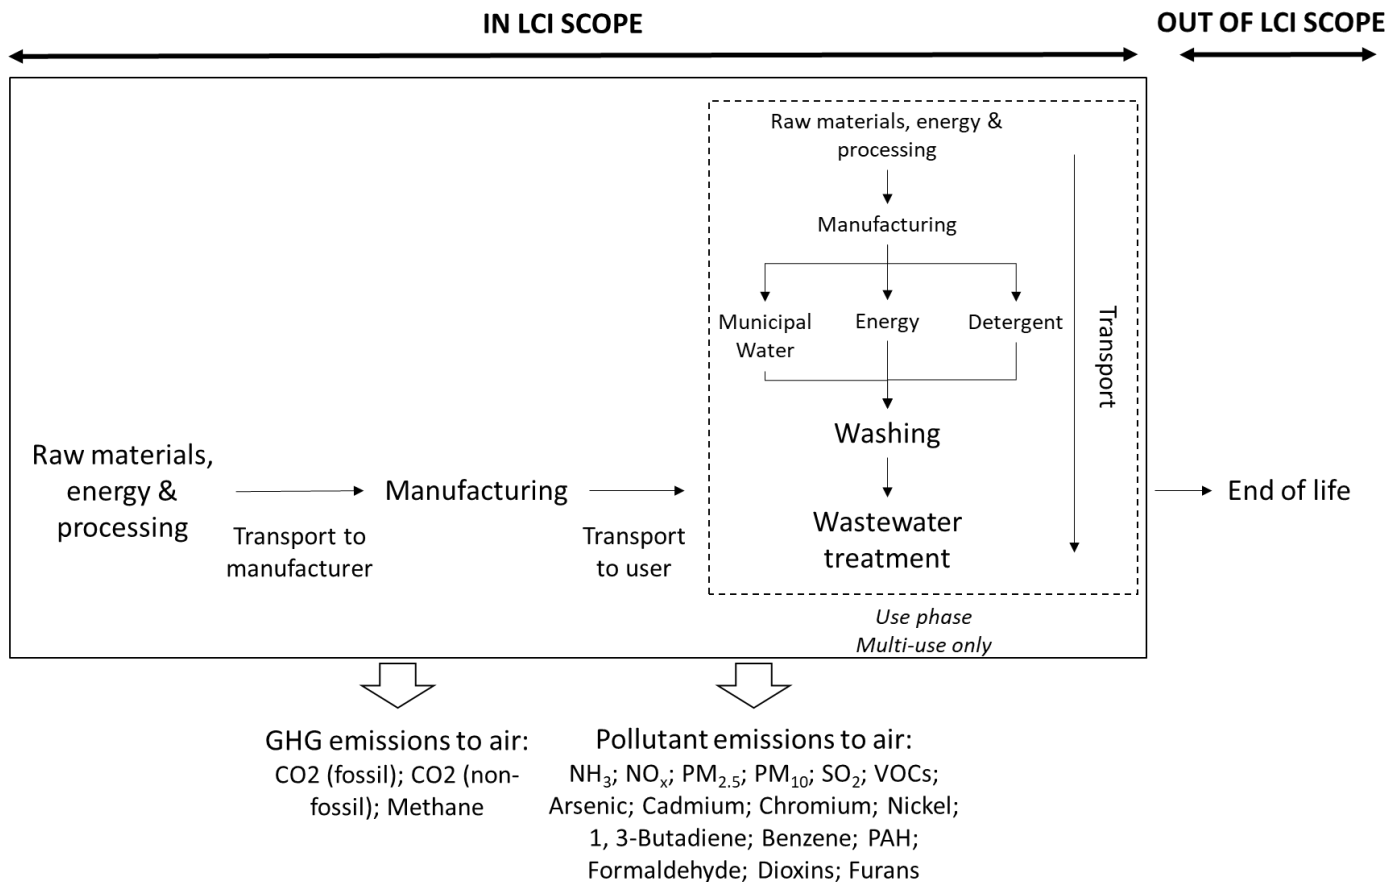 IN LCI SCOPE
OUT OF LCI SCOPE
Raw materials, energy &
processing
Manufacturing
Municipal
Water
Energy
Detergent
Transport
Washing
Wastewater
treatment
Use phase
Multi-use only
Raw materials,
energy &
processing
Transport to
manufacturer
Manufacturing
Transport
to user
End of life
GHG emissions to air:
CO2 (fossil); CO2 (non-
fossil); Methane
Pollutant emissions to air:
NH₃; NOₓ; PM₂.₅; PM₁₀; SO₂; VOCs;
Arsenic; Cadmium; Chromium; Nickel;
1, 3-Butadiene; Benzene; PAH;
Formaldehyde; Dioxins; Furans